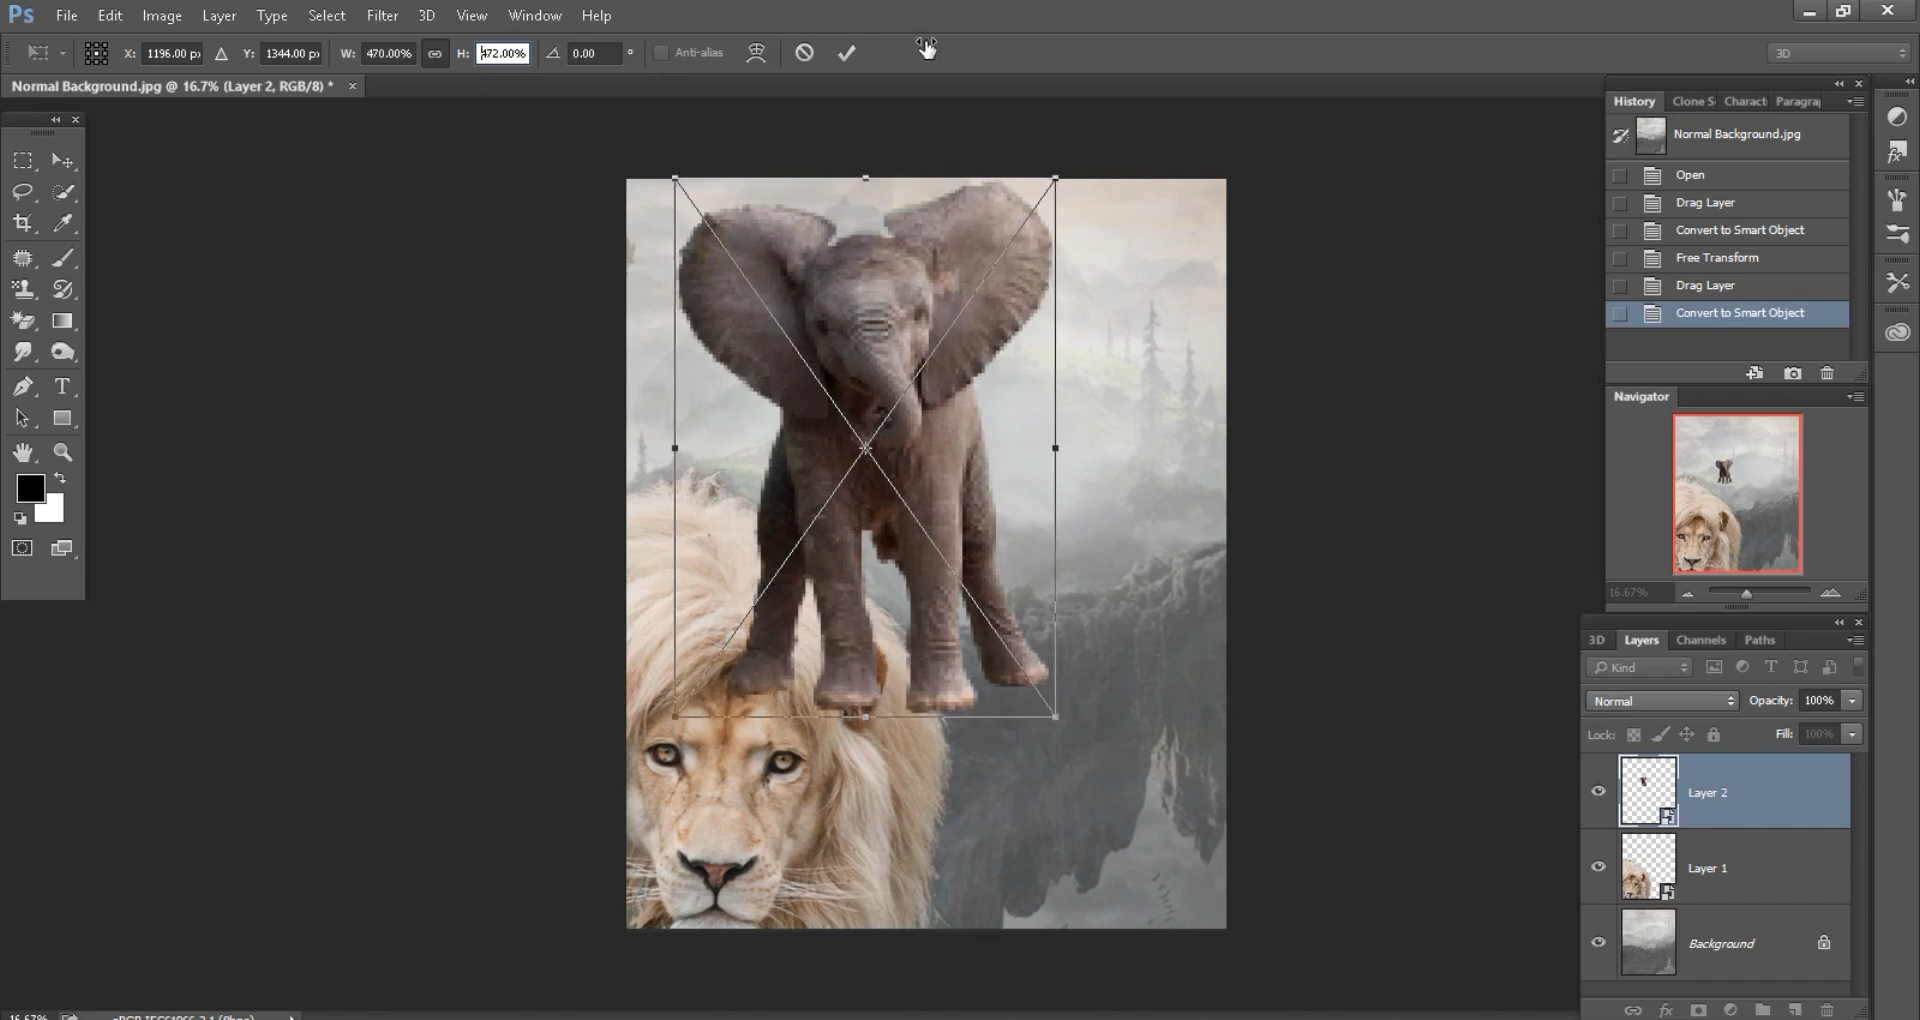 Ps File Edit Image Layer Type Select Filter 3D View Window Help
X: 1196.00 p Y: 1344.00 p W: 470.00% H: 472.00% 0.00 ° Anti-alias 3D
Normal Background.jpg @ 16.7% (Layer 2, RGB/8) * ×
History Clone S Charact Paragra
Normal Background.jpg
Open
Drag Layer
Convert to Smart Object
Free Transform
Drag Layer
Convert to Smart Object
Navigator
16.67%
3D Layers Channels Paths
Kind
Normal Opacity: 100%
Lock: Fill: 100%
Layer 2
Layer 1
Background
fx
16.67%